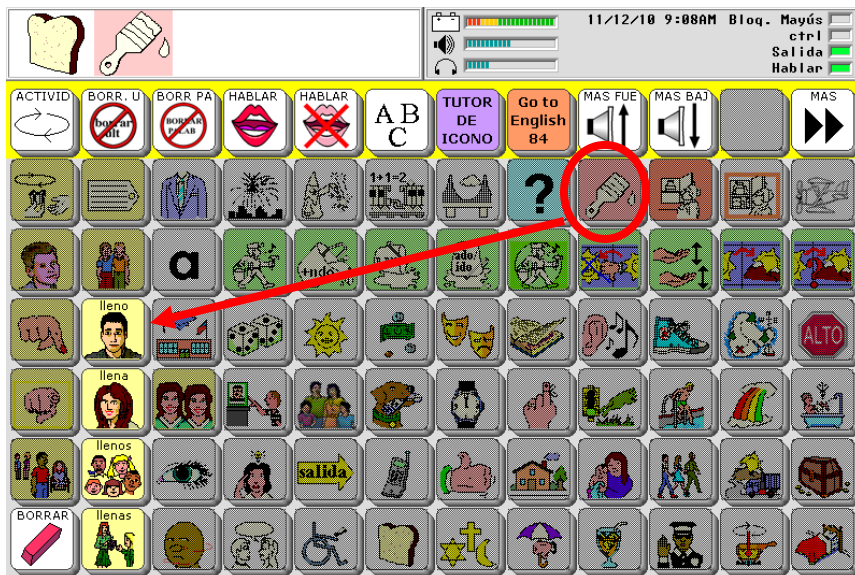 11/12/10 9:08AM Bloq. Mayús
ctrl
Salida
Hablar
ACTIVID
BORR. U
borrar
ult
BORR PA
BORRAR
PALAB
HABLAR
HABLAR
A B
C
TUTOR
DE
ICONO
Go to
English
84
MAS FUE
MAS BAJ
MAS
1+1=2
?
a
+ndo
ado/
ido
lleno
ALTO
llena
llenos
salida
BORRAR
llenas